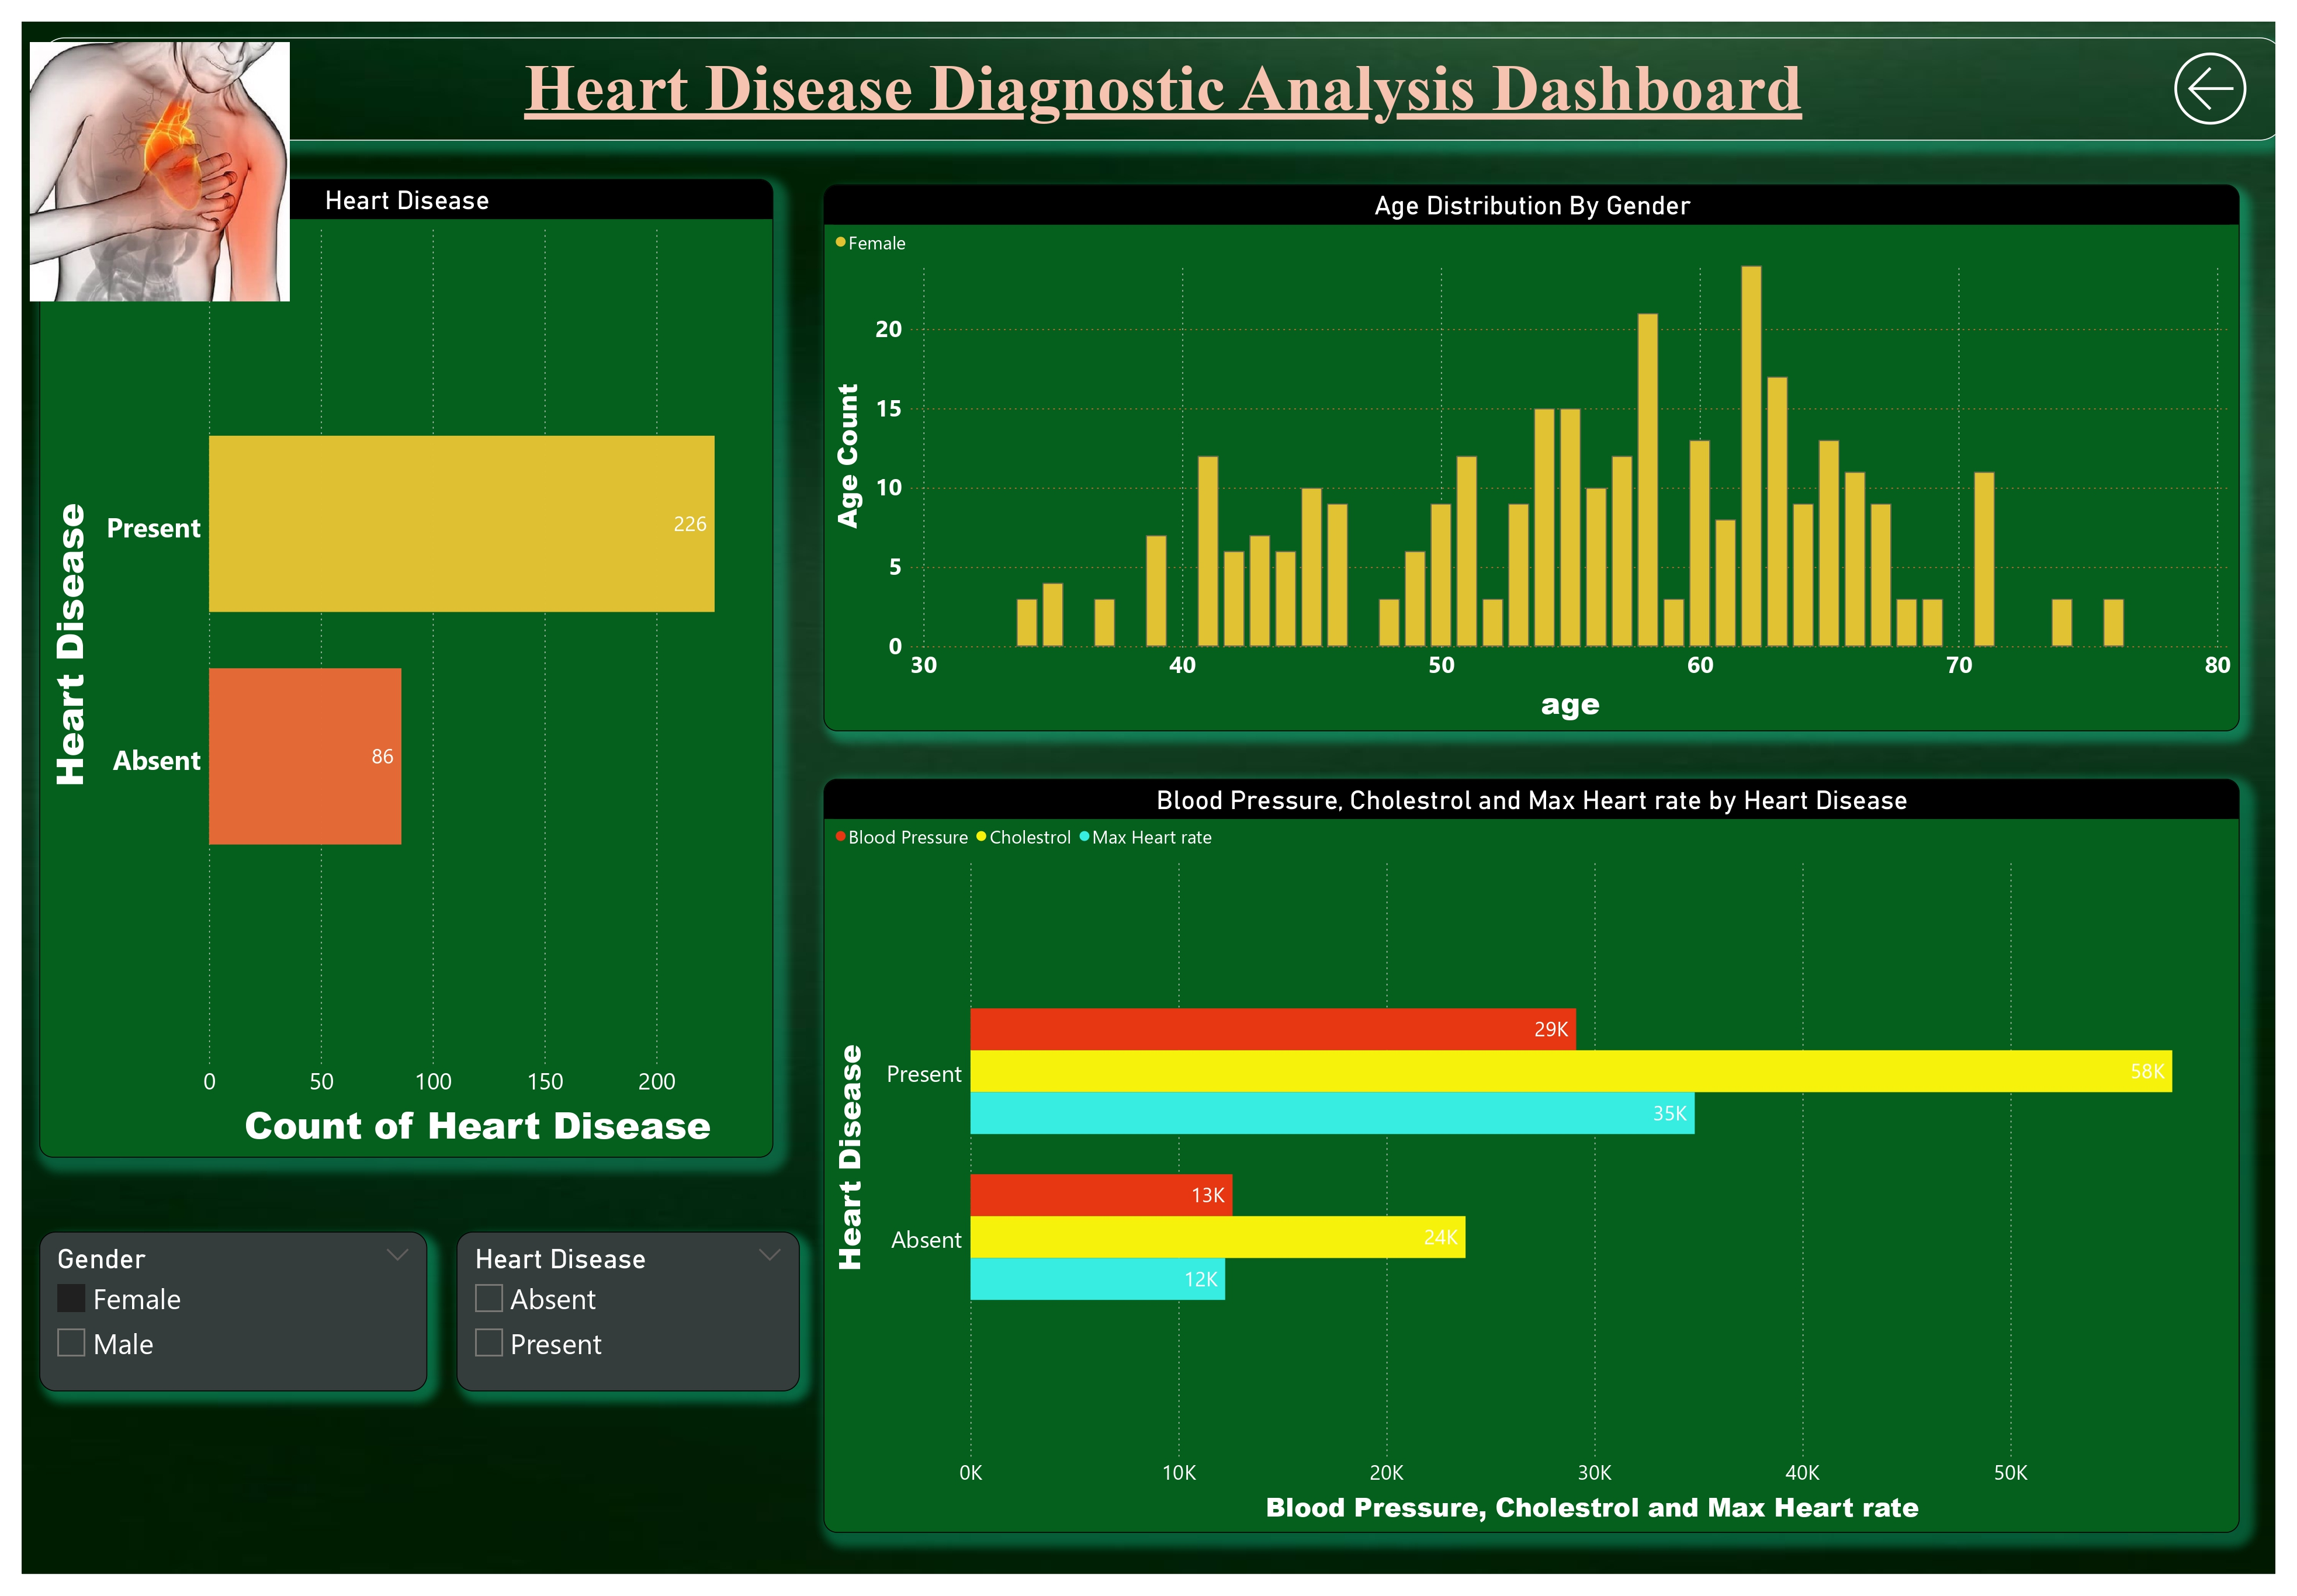 Heart Disease Diagnostic Analysis Dashboard
Heart Disease
Heart Disease
Present
226
Absent
86
0 50 100 150 200
Count of Heart Disease
Age Distribution By Gender
Female
Age Count
20
15
10
5
0
30 40 50 60 70 80
age
Blood Pressure, Cholestrol and Max Heart rate by Heart Disease
Blood Pressure Cholestrol Max Heart rate
Heart Disease
29K
Present
58K
35K
13K
Absent
24K
12K
0K 10K 20K 30K 40K 50K
Blood Pressure, Cholestrol and Max Heart rate
Gender
Female
Male
Heart Disease
Absent
Present